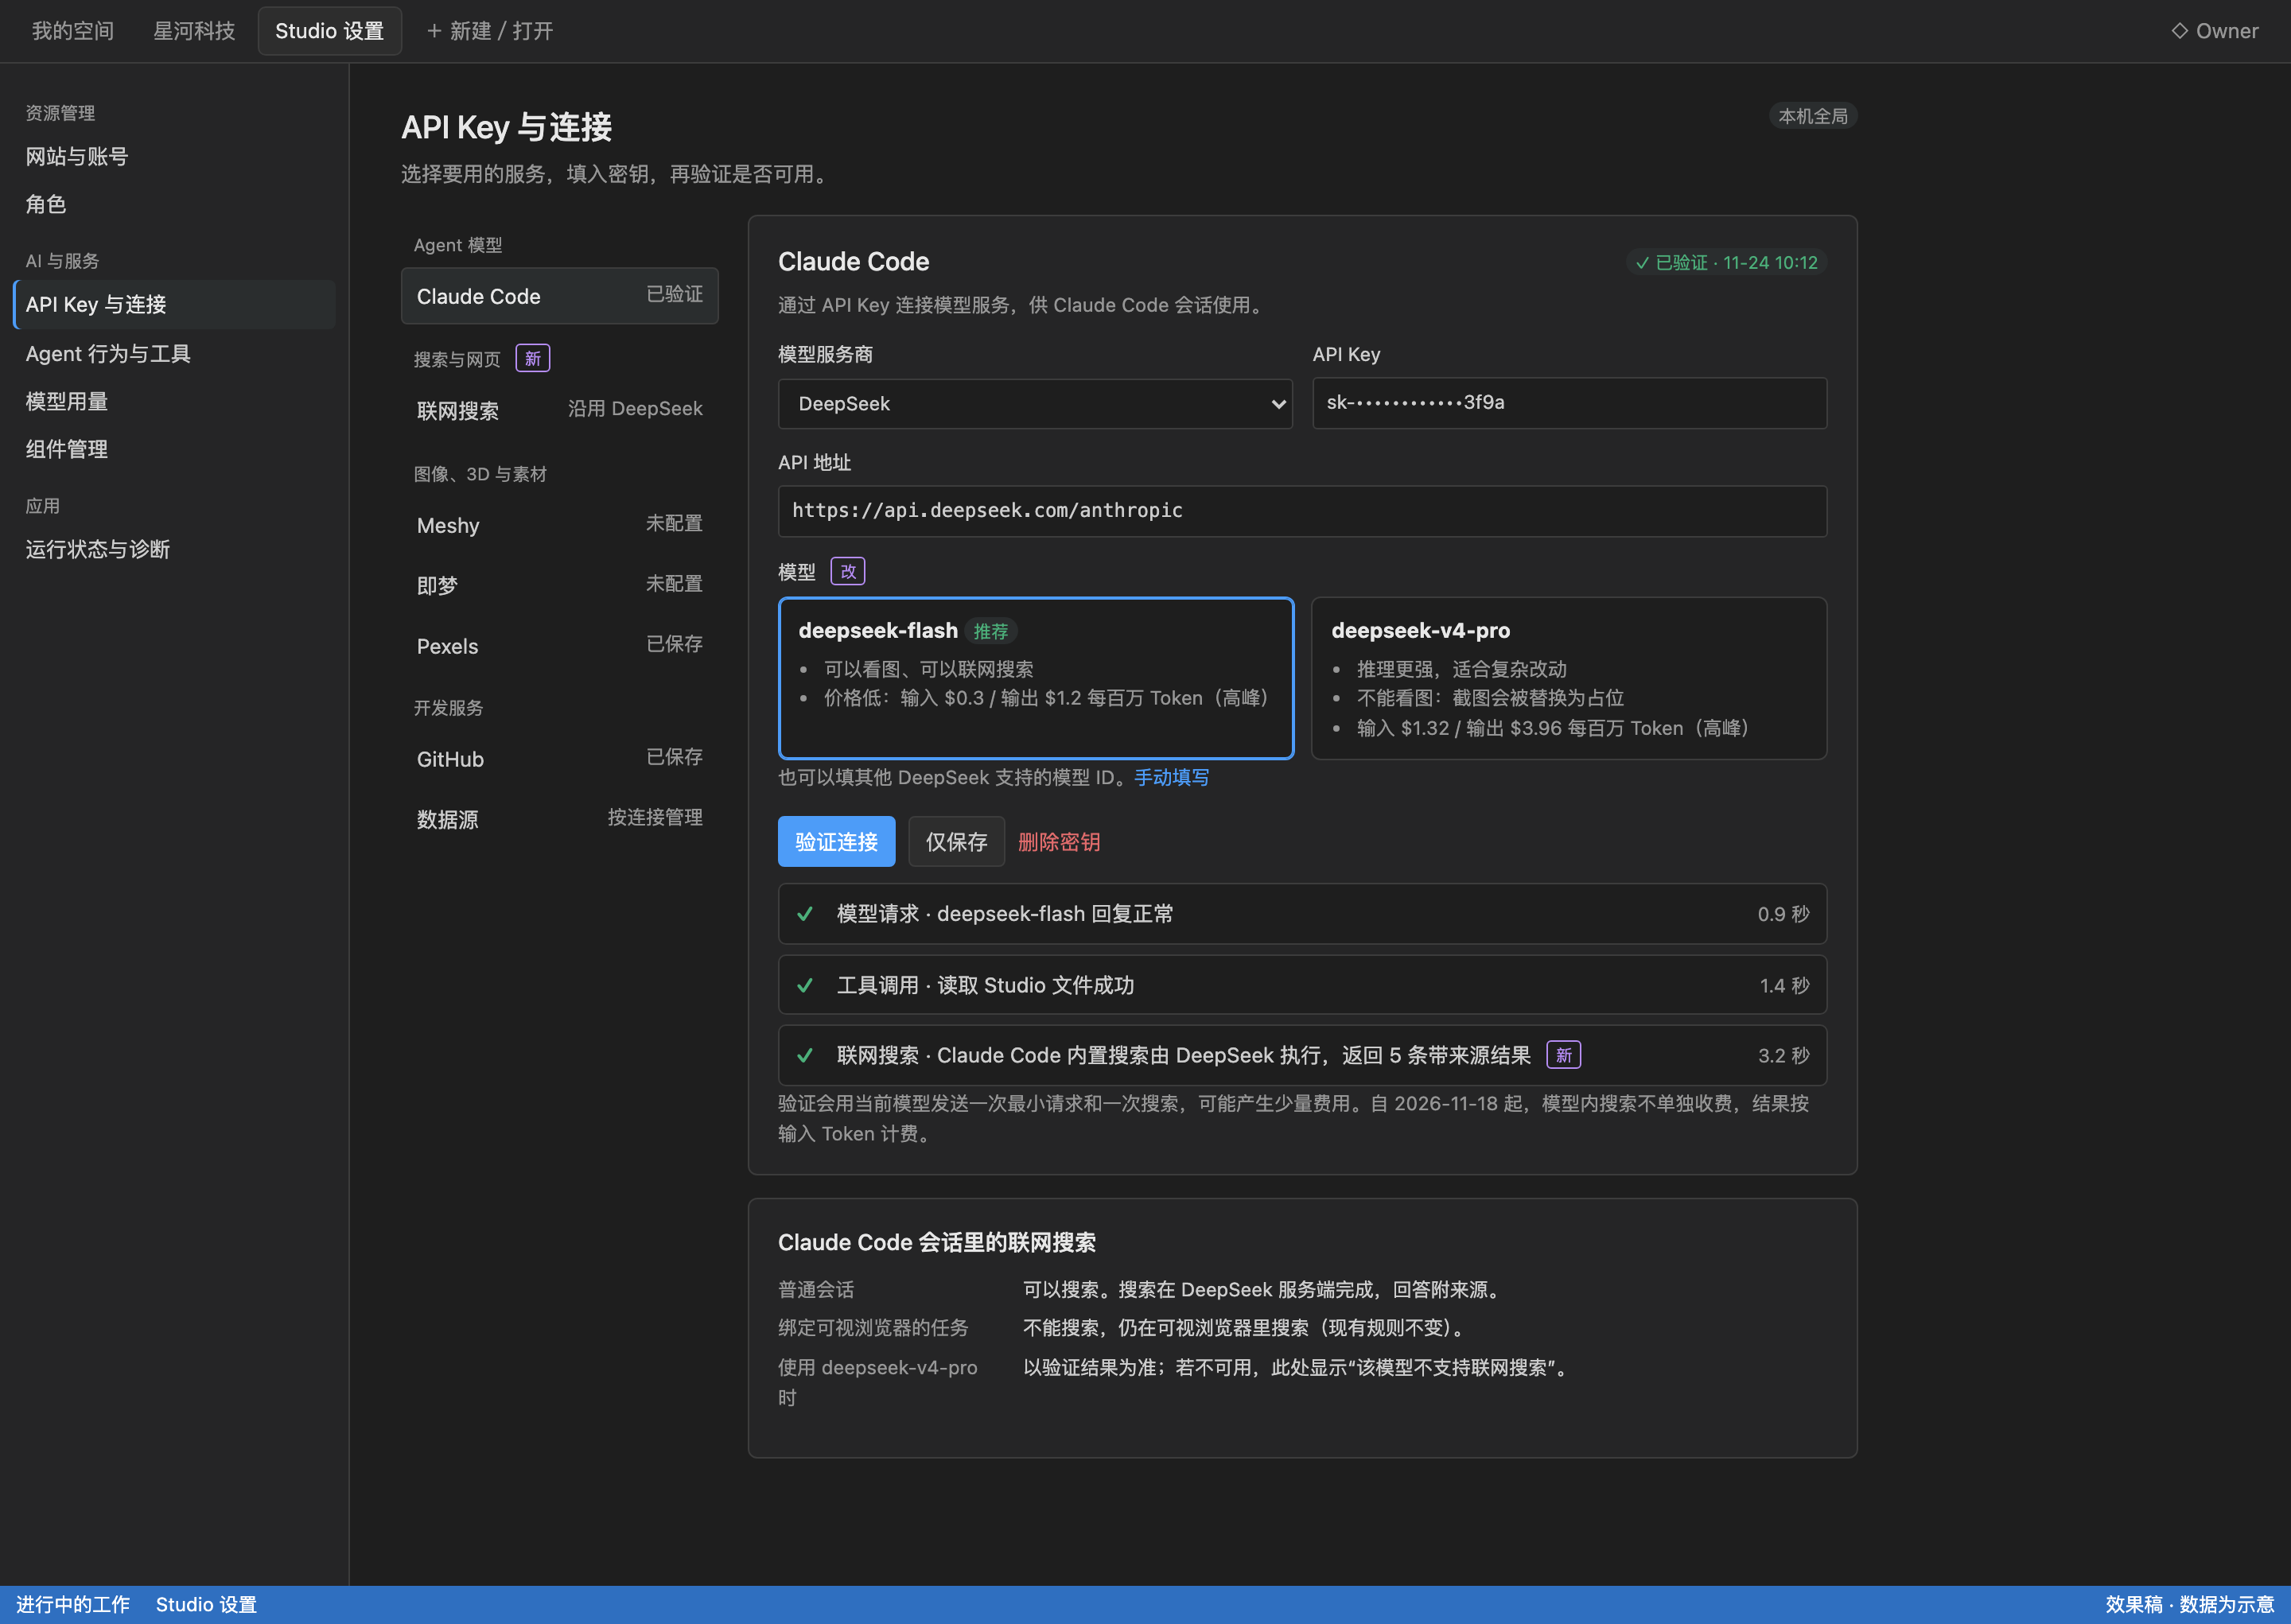 我的空间
星河科技
Studio 设置
+ 新建 / 打开
◇ Owner
资源管理
网站与账号
角色
AI 与服务
API Key 与连接
Agent 行为与工具
模型用量
组件管理
应用
运行状态与诊断
API Key 与连接
本机全局
选择要用的服务，填入密钥，再验证是否可用。
Agent 模型
Claude Code 已验证
搜索与网页 新
联网搜索 沿用 DeepSeek
图像、3D 与素材
Meshy 未配置
即梦 未配置
Pexels 已保存
开发服务
GitHub 已保存
数据源 按连接管理
Claude Code
✓ 已验证 · 11-24 10:12
通过 API Key 连接模型服务，供 Claude Code 会话使用。
模型服务商
DeepSeek
API Key
sk-············3f9a
API 地址
https://api.deepseek.com/anthropic
模型 改
deepseek-flash 推荐
• 可以看图、可以联网搜索
• 价格低：输入 $0.3 / 输出 $1.2 每百万 Token（高峰）
deepseek-v4-pro
• 推理更强，适合复杂改动
• 不能看图：截图会被替换为占位
• 输入 $1.32 / 输出 $3.96 每百万 Token（高峰）
也可以填其他 DeepSeek 支持的模型 ID。手动填写
验证连接
仅保存
删除密钥
✓ 模型请求 · deepseek-flash 回复正常 0.9 秒
✓ 工具调用 · 读取 Studio 文件成功 1.4 秒
✓ 联网搜索 · Claude Code 内置搜索由 DeepSeek 执行，返回 5 条带来源结果 新 3.2 秒
验证会用当前模型发送一次最小请求和一次搜索，可能产生少量费用。自 2026-11-18 起，模型内搜索不单独收费，结果按
输入 Token 计费。
Claude Code 会话里的联网搜索
普通会话 可以搜索。搜索在 DeepSeek 服务端完成，回答附来源。
绑定可视浏览器的任务 不能搜索，仍在可视浏览器里搜索（现有规则不变）。
使用 deepseek-v4-pro 以验证结果为准；若不可用，此处显示“该模型不支持联网搜索”。
时
进行中的工作
Studio 设置
效果稿 · 数据为示意